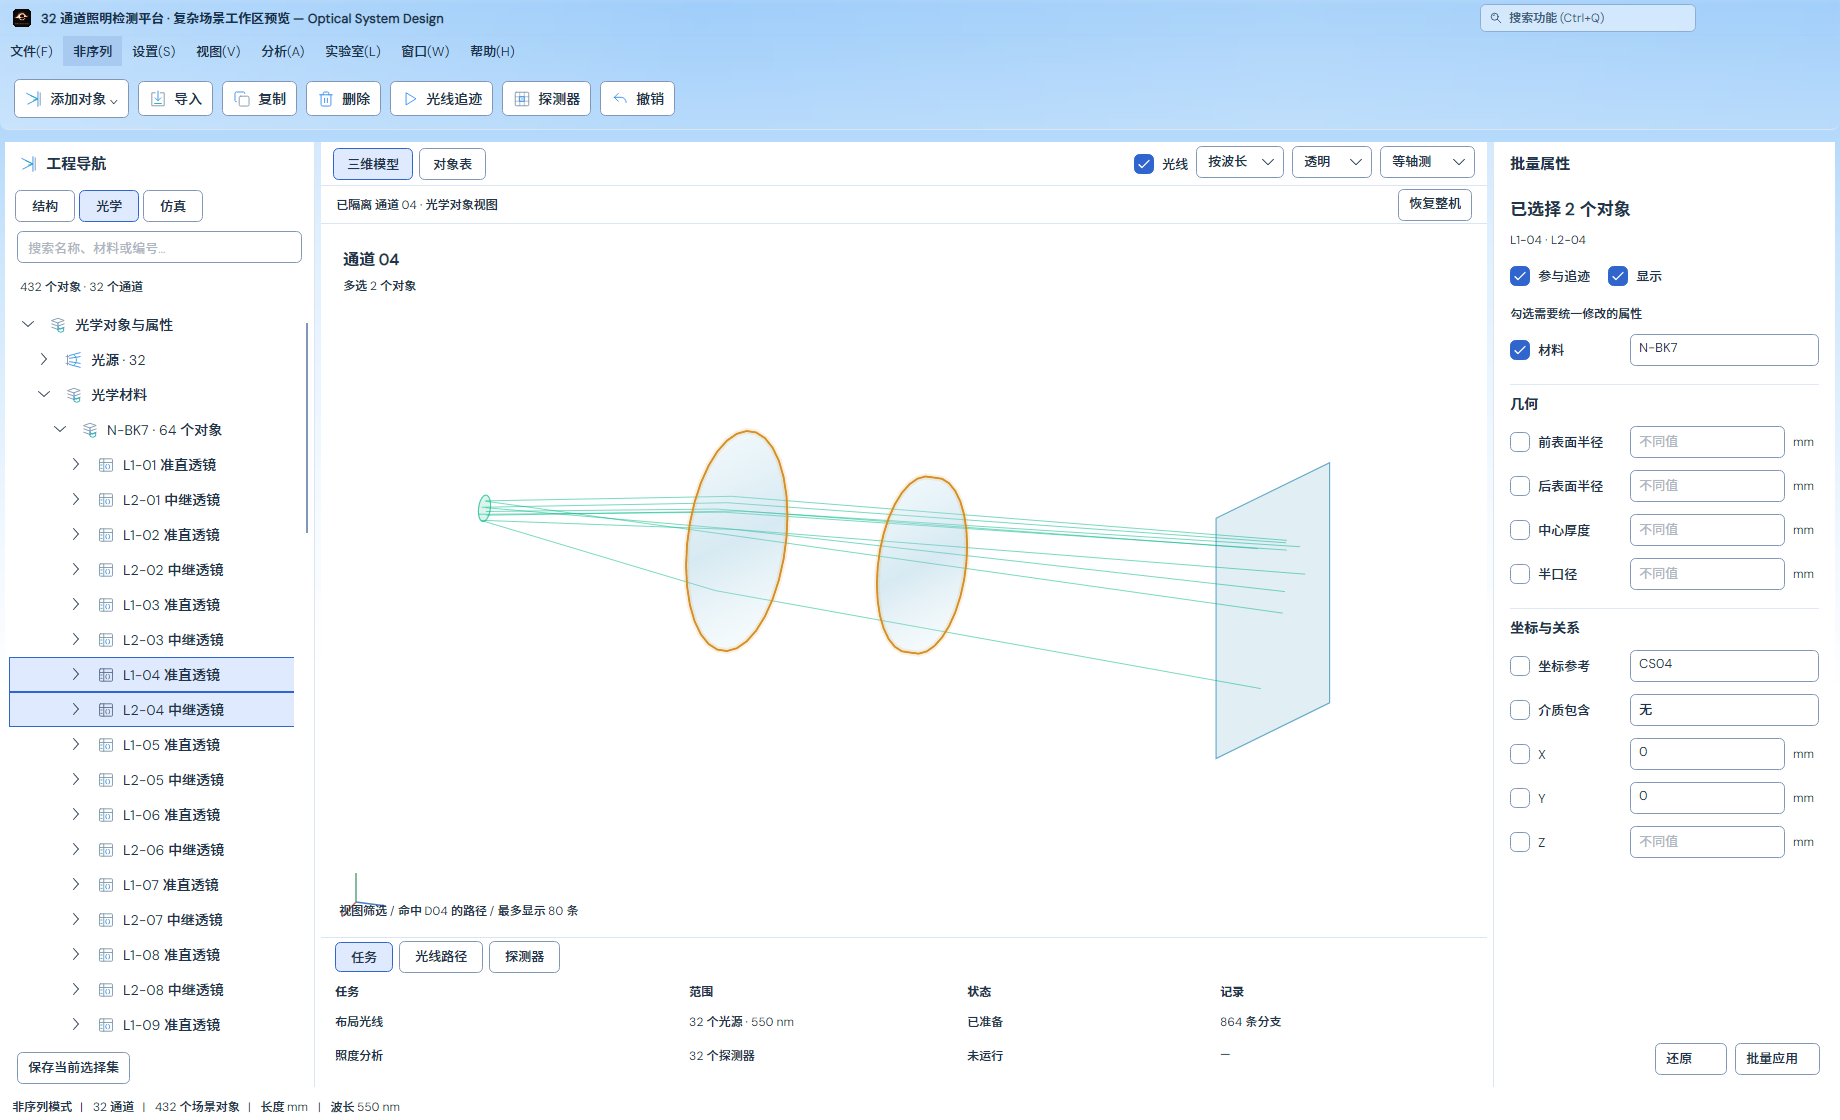 32 通道照明检测平台 · 复杂场景工作区预览 — Optical System Design
搜索功能 (Ctrl+Q)
文件(F) 非序列 设置(S) 视图(V) 分析(A) 实验室(L) 窗口(W) 帮助(H)
添加对象 导入 复制 删除 光线追迹 探测器 撤销
工程导航
结构 光学 仿真
搜索名称、材料或编号...
432 个对象 · 32 个通道
光学对象与属性
光源 · 32
光学材料
N-BK7 · 64 个对象
L1-01 准直透镜
L2-01 中继透镜
L1-02 准直透镜
L2-02 中继透镜
L1-03 准直透镜
L2-03 中继透镜
L1-04 准直透镜
L2-04 中继透镜
L1-05 准直透镜
L2-05 中继透镜
L1-06 准直透镜
L2-06 中继透镜
L1-07 准直透镜
L2-07 中继透镜
L1-08 准直透镜
L2-08 中继透镜
L1-09 准直透镜
保存当前选择集
三维模型 对象表
光线 按波长 透明 等轴测
已隔离 通道 04 · 光学对象视图
恢复整机
通道 04
多选 2 个对象
视图筛选 / 命中 D04 的路径 / 最多显示 80 条
任务 光线路径 探测器
任务 范围 状态 记录
布局光线 32 个光源 · 550 nm 已准备 864 条分支
照度分析 32 个探测器 未运行 —
批量属性
已选择 2 个对象
L1-04 · L2-04
参与追迹 显示
勾选需要统一修改的属性
材料 N-BK7
几何
前表面半径 不同值 mm
后表面半径 不同值 mm
中心厚度 不同值 mm
半口径 不同值 mm
坐标与关系
坐标参考 CS04
介质包含 无
X 0 mm
Y 0 mm
Z 不同值 mm
还原 批量应用
非序列模式 | 32 通道 | 432 个场景对象 | 长度 mm | 波长 550 nm